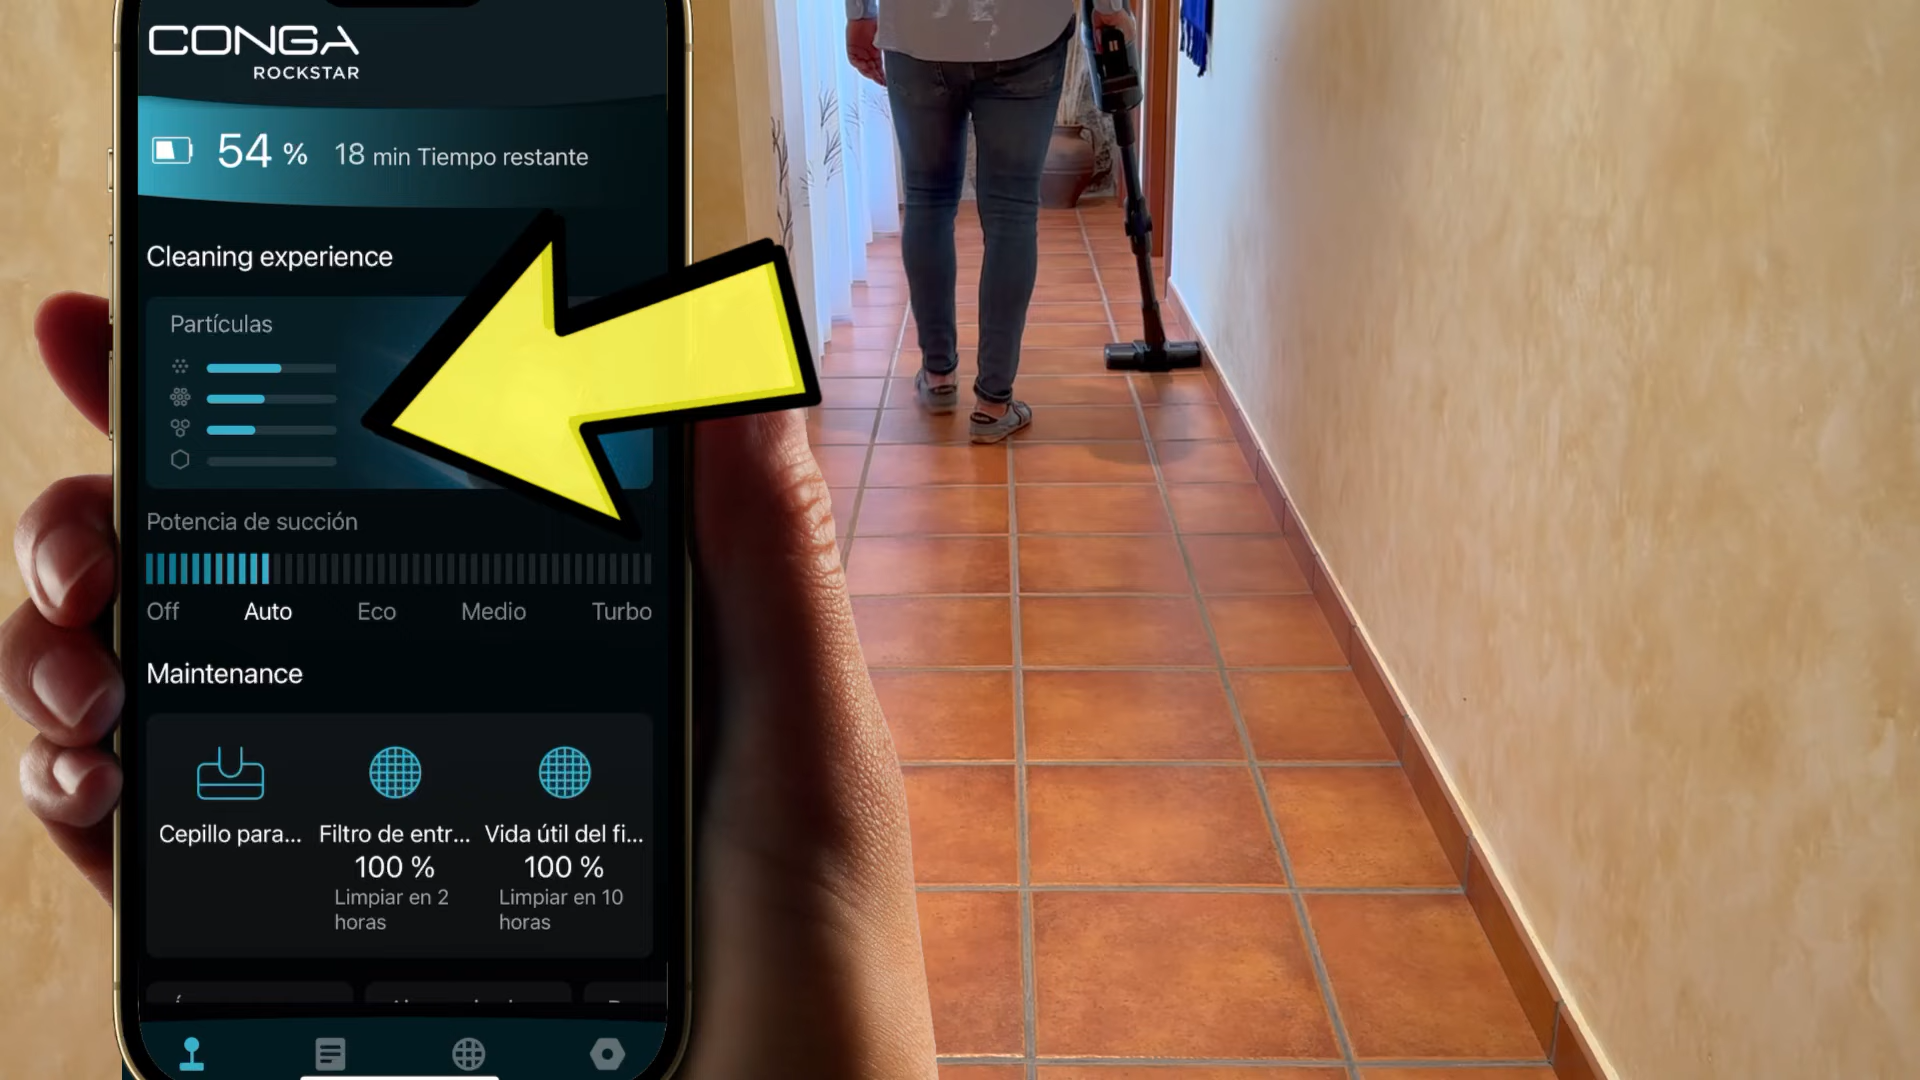 CONGA
ROCKSTAR
54 % 18 min Tiempo restante
Cleaning experience
Partículas
Potencia de succión
Off Auto Eco Medio Turbo
Maintenance
Cepillo para... Filtro de entr... Vida útil del fi...
100 % 100 %
Limpiar en 2 horas
Limpiar en 10 horas